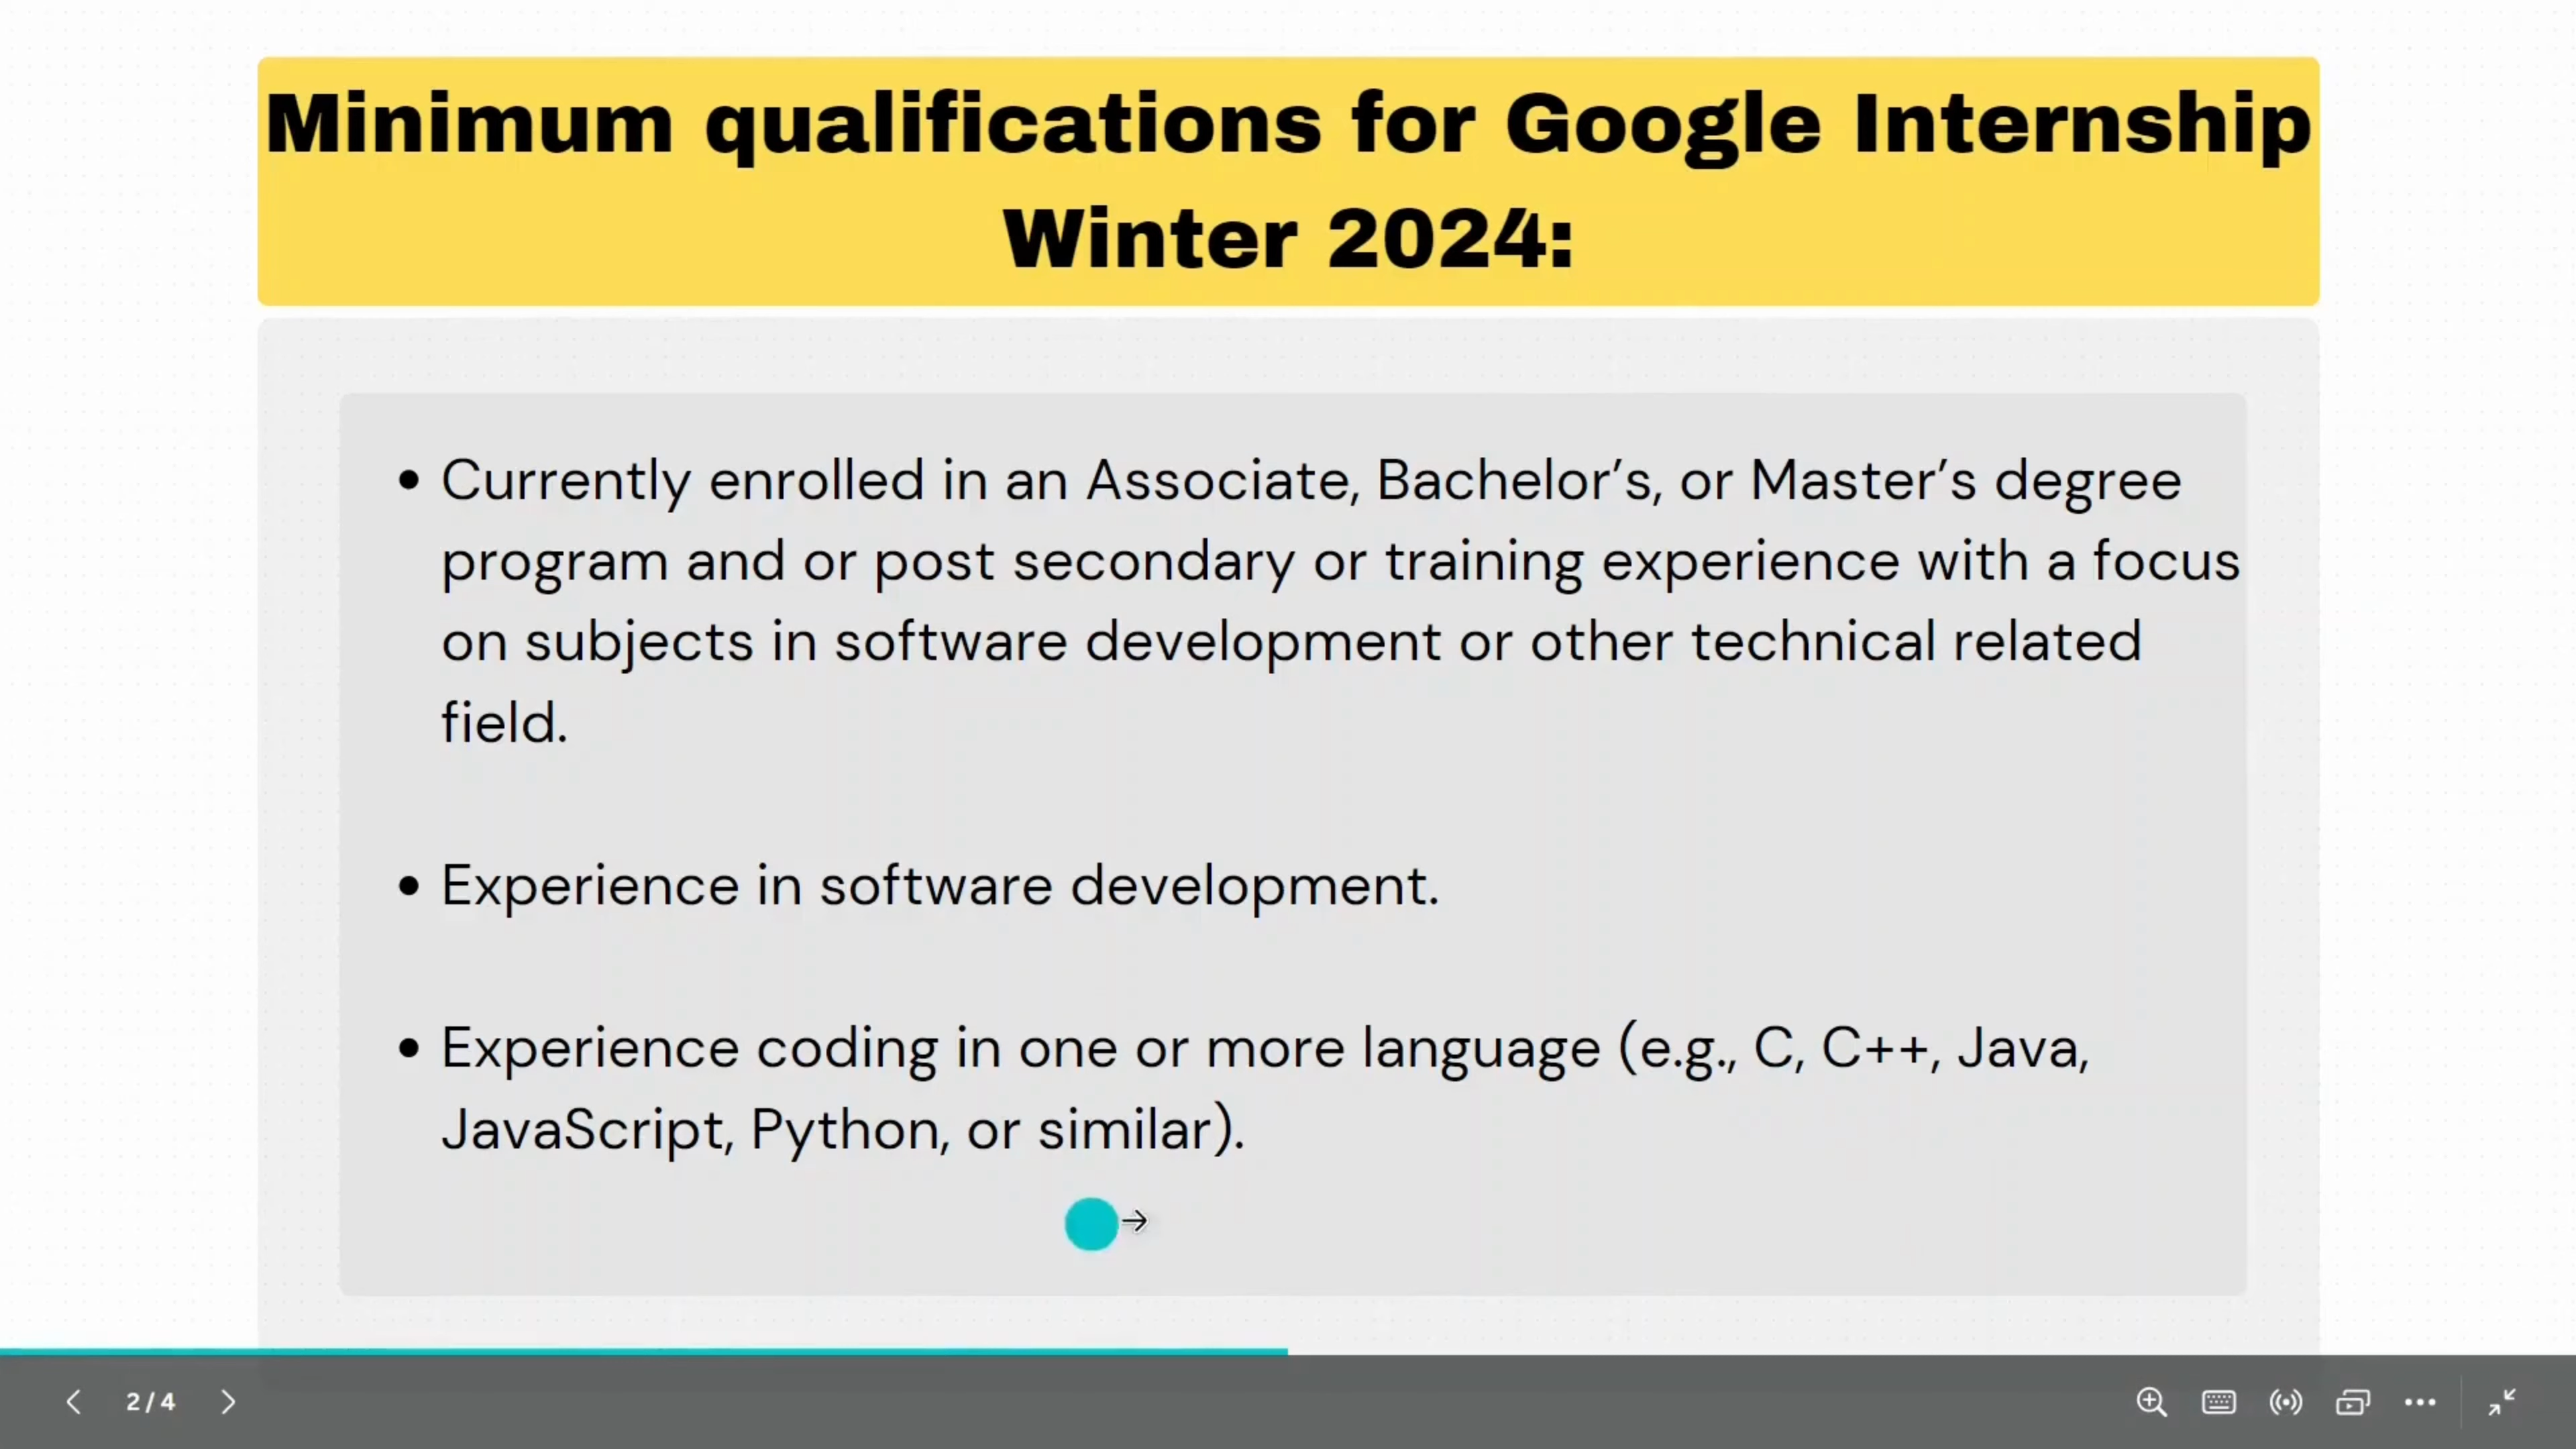 Minimum qualifications for Google Internship
Winter 2024:
• Currently enrolled in an Associate, Bachelor’s, or Master’s degree
program and or post secondary or training experience with a focus
on subjects in software development or other technical related
field.
• Experience in software development.
• Experience coding in one or more language (e.g., C, C++, Java,
JavaScript, Python, or similar).
2 / 4